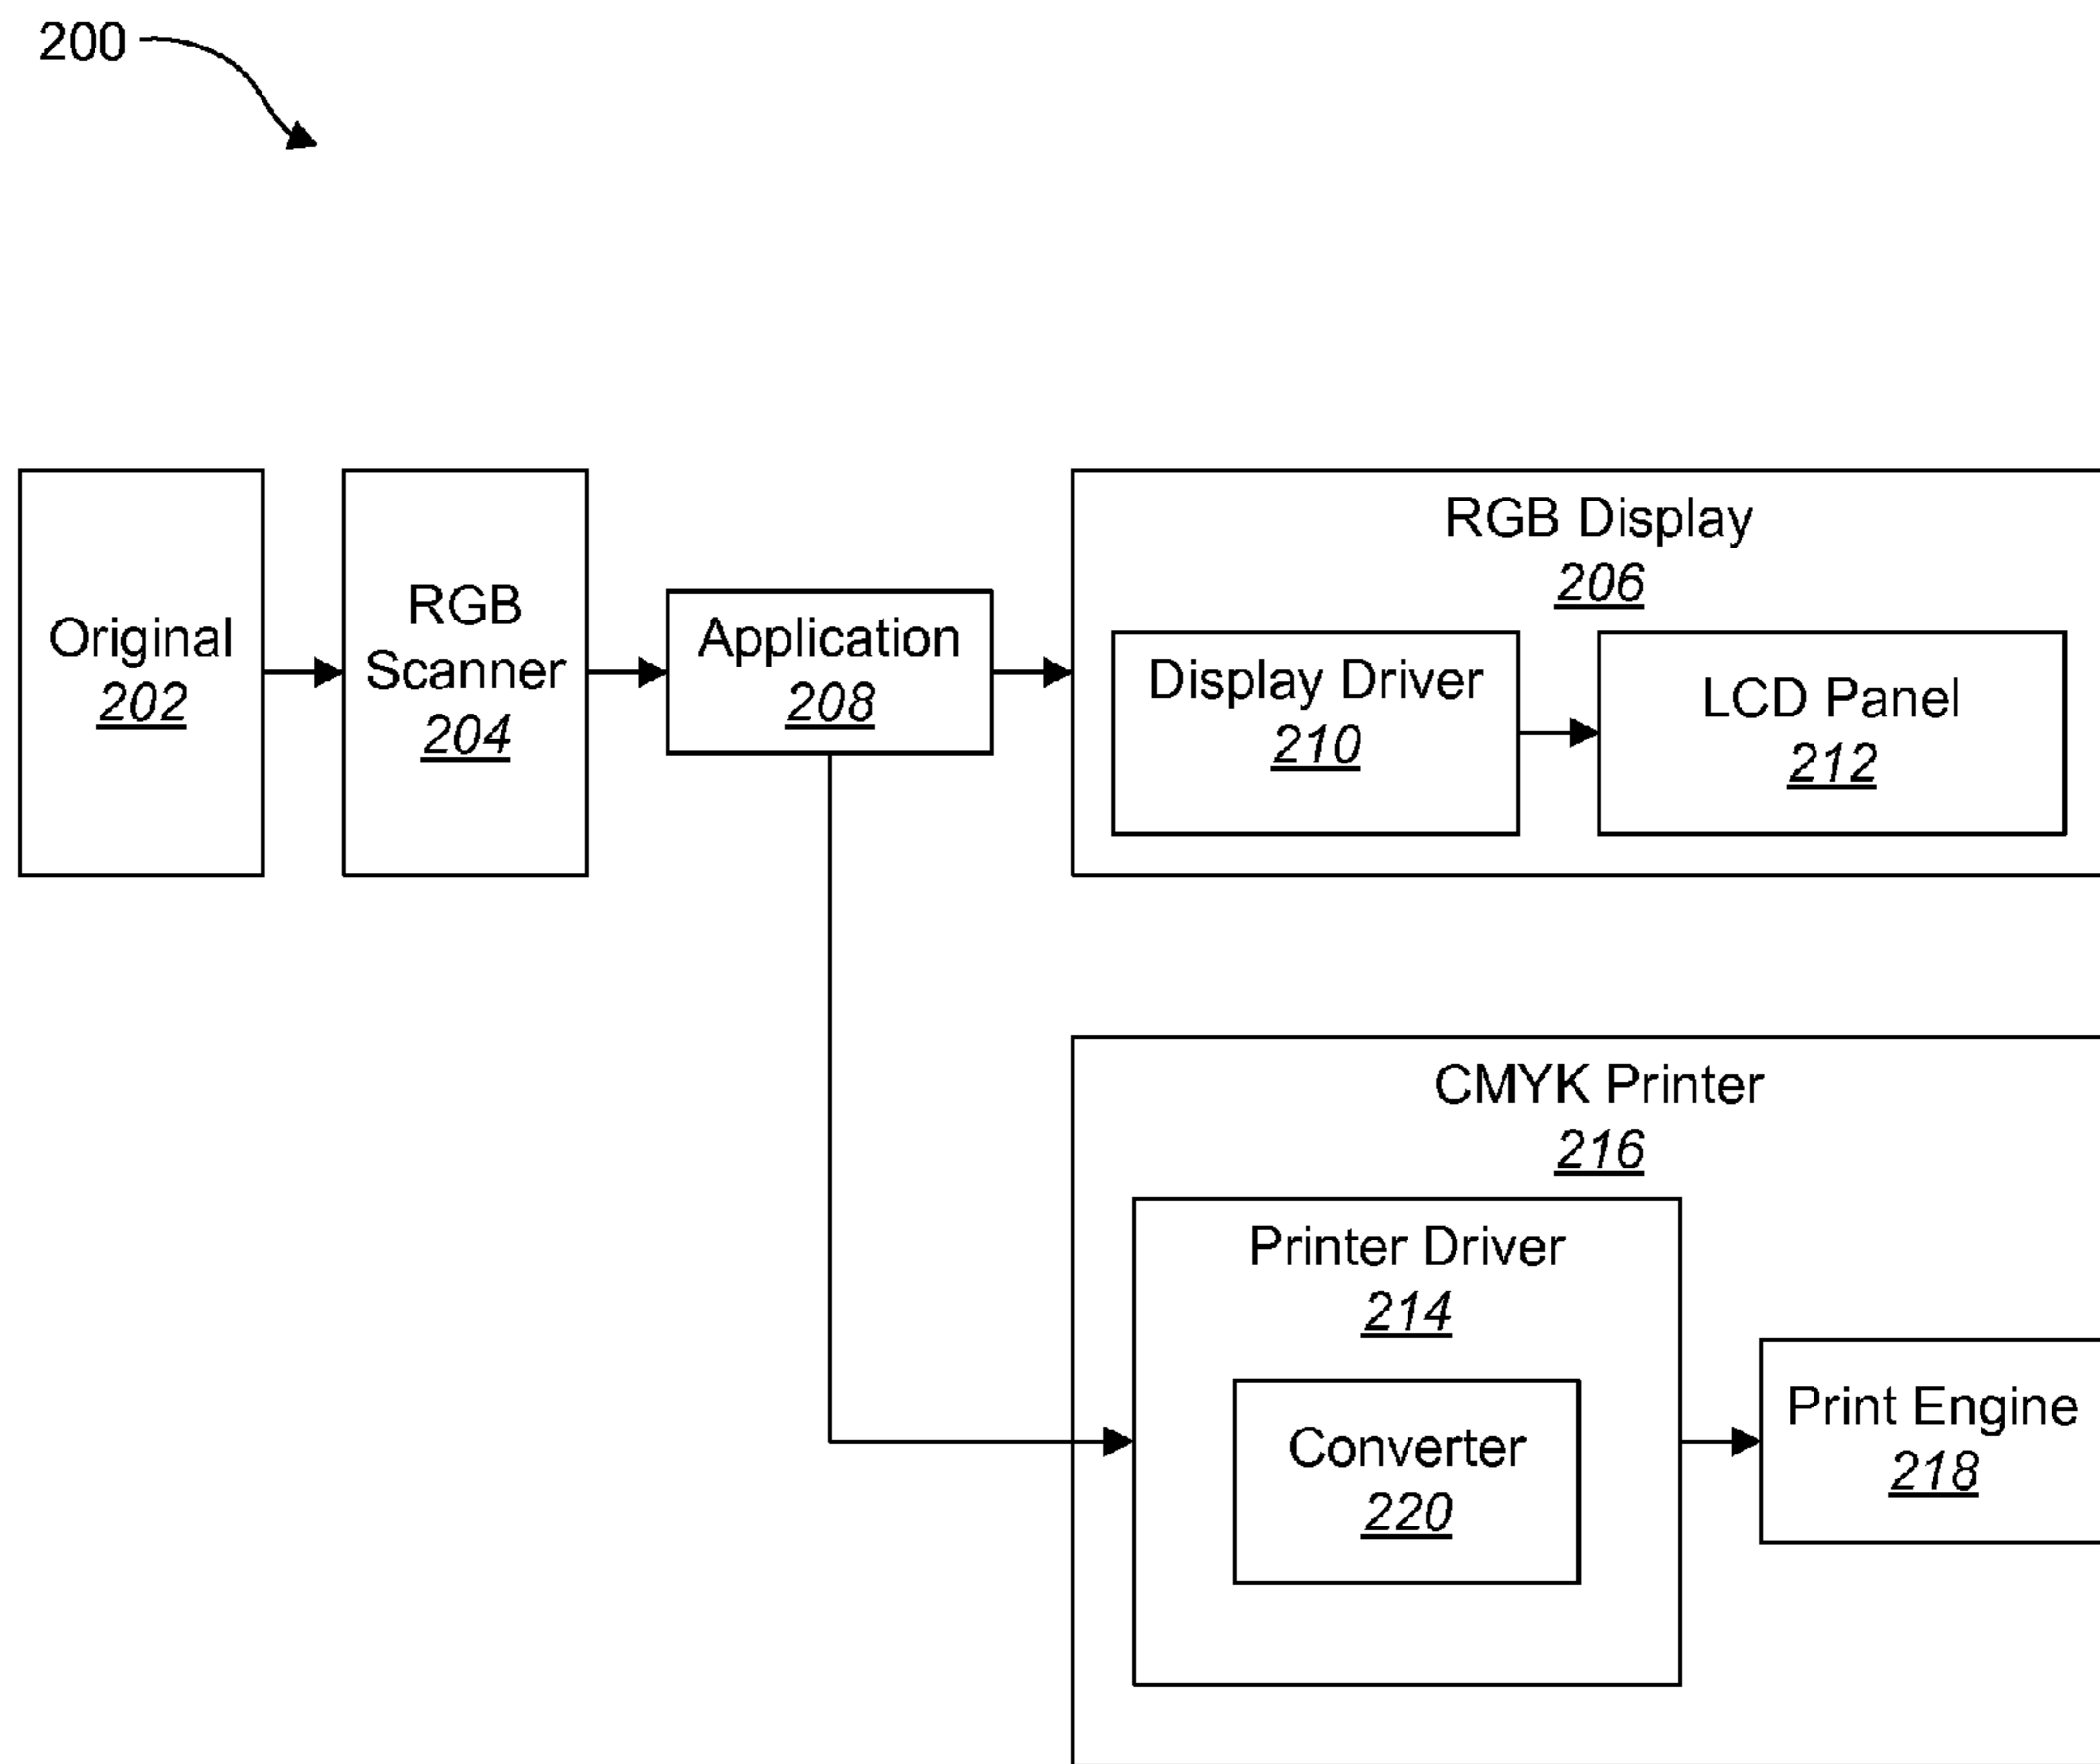 200
Original
202
RGB
Scanner
204
Application
208
RGB Display
206
Display Driver
210
LCD Panel
212
CMYK Printer
216
Printer Driver
214
Converter
220
Print Engine
218